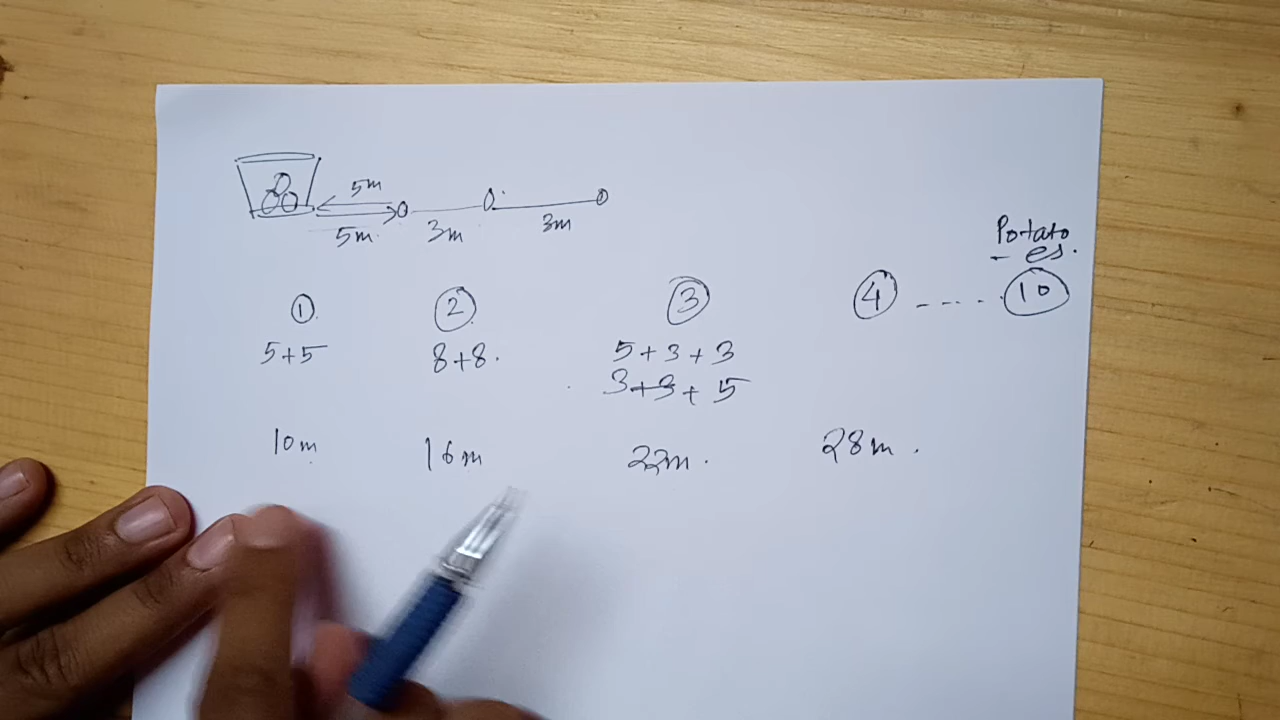 5m
5m. 3m 3m
Potato
- es.
1 2 3 4 ----- 10
5+5 8+8. 5+3+3
3+3+5
10m 16m 22m. 28m.